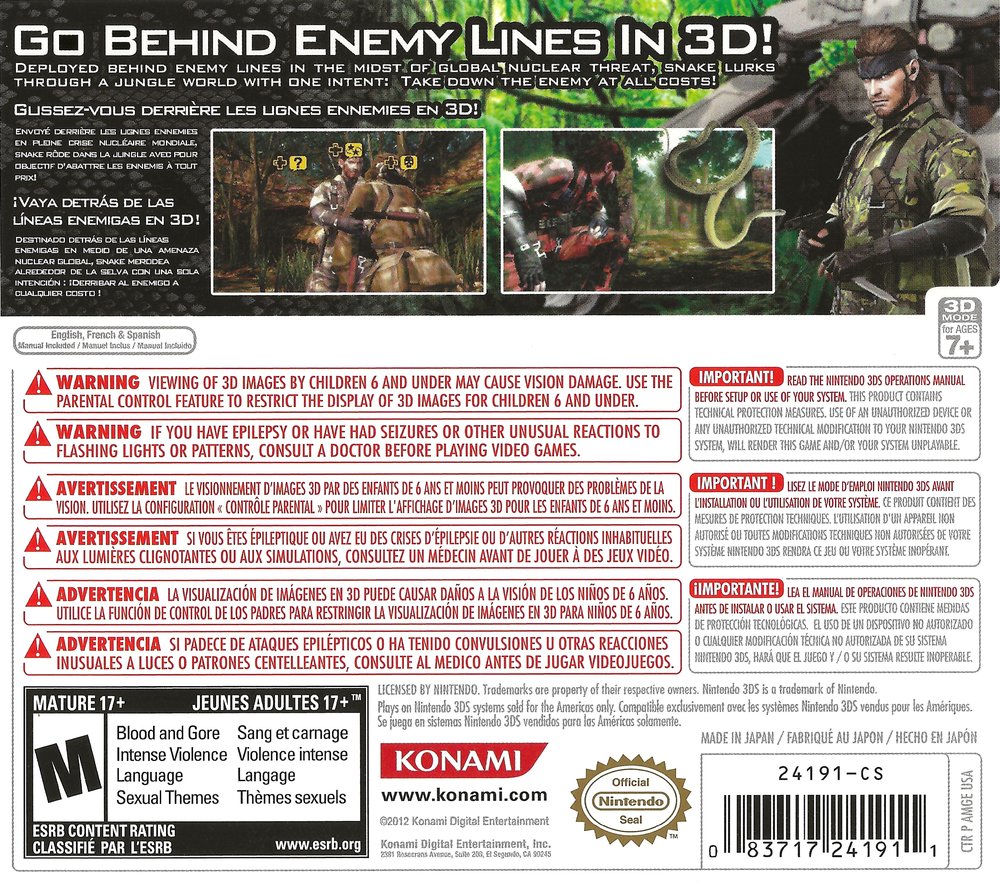 GO BEHIND ENEMY LINES IN 3D!
DEPLOYED BEHIND ENEMY LINES IN THE MIDST OF GLOBAL NUCLEAR THREAT, SNAKE LURKS
THROUGH A JUNGLE WORLD WITH ONE INTENT: TAKE DOWN THE ENEMY AT ALL COSTS!
GLISSEZ-VOUS DERRIÈRE LES LIGNES ENNEMIES EN 3D!
ENVOYÉ DERRIÈRE LES LIGNES ENNEMIES
EN PLEINE CRISE NUCLÉAIRE MONDIALE,
SNAKE RÔDE DANS LA JUNGLE AVEC POUR
OBJECTIF D'ABATTRE LES ENNEMIS À TOUT
PRIX!
¡VAYA DETRÁS DE LAS
LÍNEAS ENEMIGAS EN 3D!
DESTINADO DETRÁS DE LAS LÍNEAS
ENEMIGAS EN MEDIO DE UNA AMENAZA
NUCLEAR GLOBAL, SNAKE MERODEA
ALREDEDOR DE LA SELVA CON UNA SOLA
INTENCIÓN : ¡DERRIBAR AL ENEMIGO A
CUALQUIER COSTO !
3D
MODE
for AGES
7+
English, French & Spanish
Manual Included / Manuel Inclus / Manual Incluido
WARNING VIEWING OF 3D IMAGES BY CHILDREN 6 AND UNDER MAY CAUSE VISION DAMAGE. USE THE
PARENTAL CONTROL FEATURE TO RESTRICT THE DISPLAY OF 3D IMAGES FOR CHILDREN 6 AND UNDER.
WARNING IF YOU HAVE EPILEPSY OR HAVE HAD SEIZURES OR OTHER UNUSUAL REACTIONS TO
FLASHING LIGHTS OR PATTERNS, CONSULT A DOCTOR BEFORE PLAYING VIDEO GAMES.
AVERTISSEMENT LE VISIONNEMENT D'IMAGES 3D PAR DES ENFANTS DE 6 ANS ET MOINS PEUT PROVOQUER DES PROBLÈMES DE LA
VISION. UTILISEZ LA CONFIGURATION « CONTRÔLE PARENTAL » POUR LIMITER L'AFFICHAGE D'IMAGES 3D POUR LES ENFANTS DE 6 ANS ET MOINS.
AVERTISSEMENT SI VOUS ÊTES ÉPILEPTIQUE OU AVEZ EU DES CRISES D'ÉPILEPSIE OU D'AUTRES RÉACTIONS INHABITUELLES
AUX LUMIÈRES CLIGNOTANTES OU AUX SIMULATIONS, CONSULTEZ UN MÉDECIN AVANT DE JOUER À DES JEUX VIDÉO.
ADVERTENCIA LA VISUALIZACIÓN DE IMÁGENES EN 3D PUEDE CAUSAR DAÑOS A LA VISIÓN DE LOS NIÑOS DE 6 AÑOS.
UTILICE LA FUNCIÓN DE CONTROL DE LOS PADRES PARA RESTRINGIR LA VISUALIZACIÓN DE IMÁGENES EN 3D PARA NIÑOS DE 6 AÑOS.
ADVERTENCIA SI PADECE DE ATAQUES EPILÉPTICOS O HA TENIDO CONVULSIONES U OTRAS REACCIONES
INUSUALES A LUCES O PATRONES CENTELLEANTES, CONSULTE AL MEDICO ANTES DE JUGAR VIDEOJUEGOS.
IMPORTANT! READ THE NINTENDO 3DS OPERATIONS MANUAL
BEFORE SETUP OR USE OF YOUR SYSTEM. THIS PRODUCT CONTAINS
TECHNICAL PROTECTION MEASURES. USE OF AN UNAUTHORIZED DEVICE OR
ANY UNAUTHORIZED TECHNICAL MODIFICATION TO YOUR NINTENDO 3DS
SYSTEM, WILL RENDER THIS GAME AND/OR YOUR SYSTEM UNPLAYABLE.
IMPORTANT ! LISEZ LE MODE D'EMPLOI NINTENDO 3DS AVANT
L'INSTALLATION OU L'UTILISATION DE VOTRE SYSTÈME. CE PRODUIT CONTIENT DES
MESURES DE PROTECTION TECHNIQUES. L'UTILISATION D'UN APPAREIL NON
AUTORISÉ OU TOUTES MODIFICATIONS TECHNIQUES NON AUTORISÉES DE VOTRE
SYSTÈME NINTENDO 3DS RENDRA CE JEU OU VOTRE SYSTÈME INOPÉRANT.
¡IMPORTANTE! LEA EL MANUAL DE OPERACIONES DE NINTENDO 3DS
ANTES DE INSTALAR O USAR EL SISTEMA. ESTE PRODUCTO CONTIENE MEDIDAS
DE PROTECCIÓN TECNOLÓGICAS. EL USO DE UN DISPOSITIVO NO AUTORIZADO
O CUALQUIER MODIFICACIÓN TÉCNICA NO AUTORIZADA DE SU SISTEMA
NINTENDO 3DS, HARÁ QUE EL JUEGO Y / O SU SISTEMA RESULTE INOPERABLE.
MATURE 17+ JEUNES ADULTES 17+™
M
Blood and Gore Sang et carnage
Intense Violence Violence intense
Language Langage
Sexual Themes Thèmes sexuels
ESRB CONTENT RATING
CLASSIFIÉ PAR L'ESRB www.esrb.org
LICENSED BY NINTENDO. Trademarks are property of their respective owners. Nintendo 3DS is a trademark of Nintendo.
Plays on Nintendo 3DS systems sold for the Americas only. Compatible exclusivement avec les systèmes Nintendo 3DS vendus pour les Amériques.
Se juega en sistemas Nintendo 3DS vendidos para las Américas solamente.
KONAMI
www.konami.com
©2012 Konami Digital Entertainment
Konami Digital Entertainment, Inc.
2381 Rosecrans Avenue, Suite 200, El Segundo, CA 90245
Official
Nintendo
Seal
TM
MADE IN JAPAN / FABRIQUÉ AU JAPON / HECHO EN JAPÓN
24191-CS
0 83717 24191 1
CTR P AMGE USA